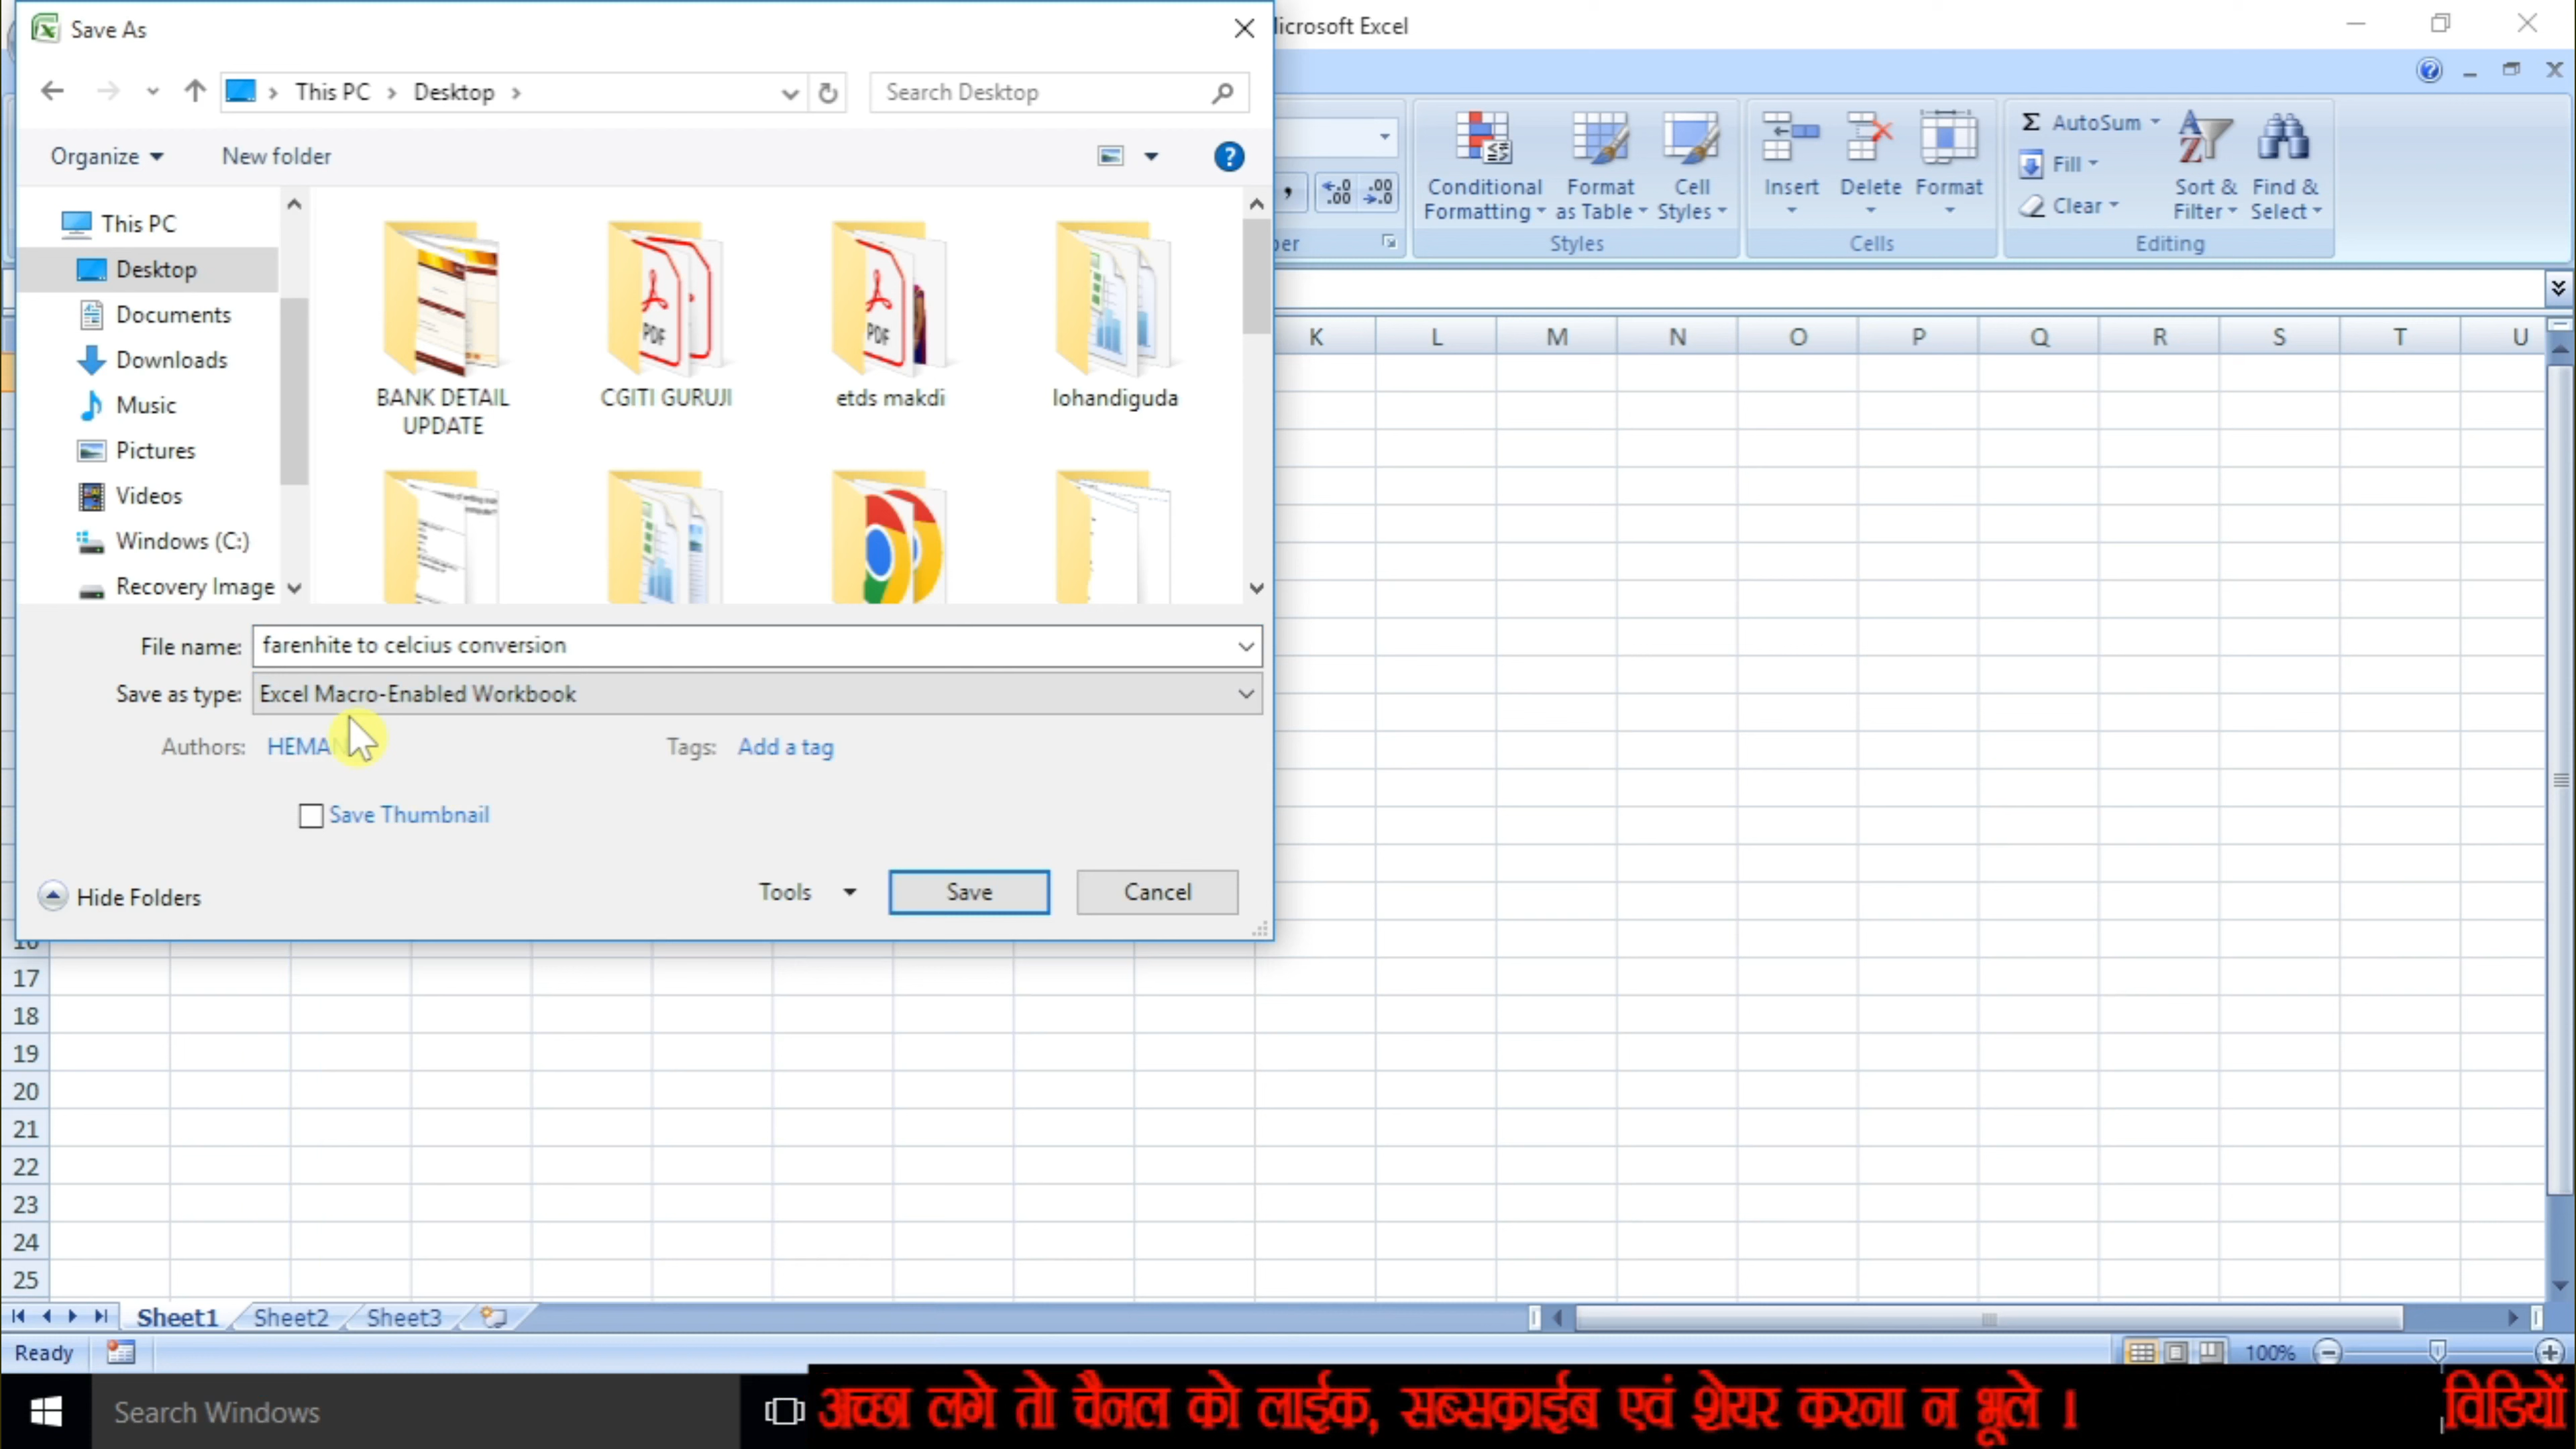 Save As
Microsoft Excel
This PC > Desktop >
Search Desktop
Organize
New folder
This PC
Desktop
Documents
Downloads
Music
Pictures
Videos
Windows (C:)
Recovery Image
BANK DETAIL
UPDATE
CGITI GURUJI
etds makdi
lohandiguda
File name: farenhite to celcius conversion
Save as type: Excel Macro-Enabled Workbook
Authors:
Tags: Add a tag
Save Thumbnail
Hide Folders
Tools
Save
Cancel
Conditional
Formatting
Format
as Table
Cell
Styles
Styles
Insert
Delete
Format
Cells
Σ AutoSum
Fill
Clear
Sort &
Filter
Find &
Select
Editing
K L M N O P Q R S T U
17
18
19
20
21
22
23
24
25
Sheet1 Sheet2 Sheet3
Ready
100%
Search Windows
अच्छा लगे तो चैनल को लाईक, सब्सक्राईब एवं शेयर करना न भूले । विडियों